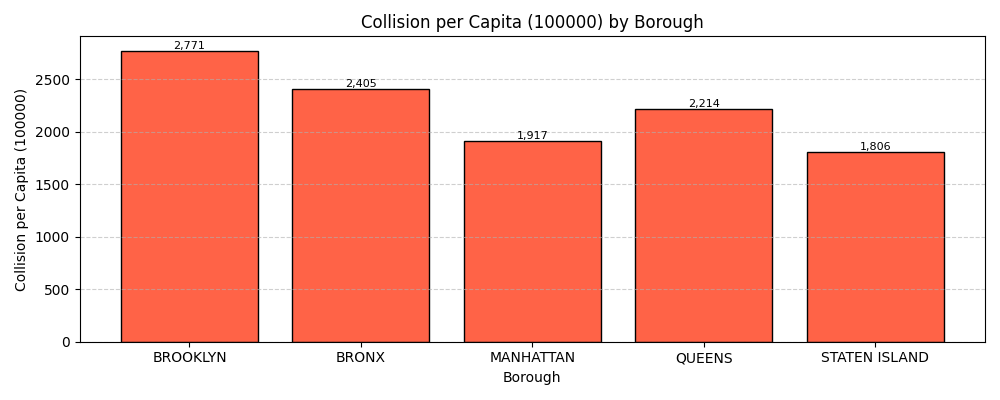 Collision per Capita (100000) by Borough
Collision per Capita (100000)
2500
2000
1500
1000
500
0
2,771
2,405
1,917
2,214
1,806
BROOKLYN
BRONX
MANHATTAN
QUEENS
STATEN ISLAND
Borough